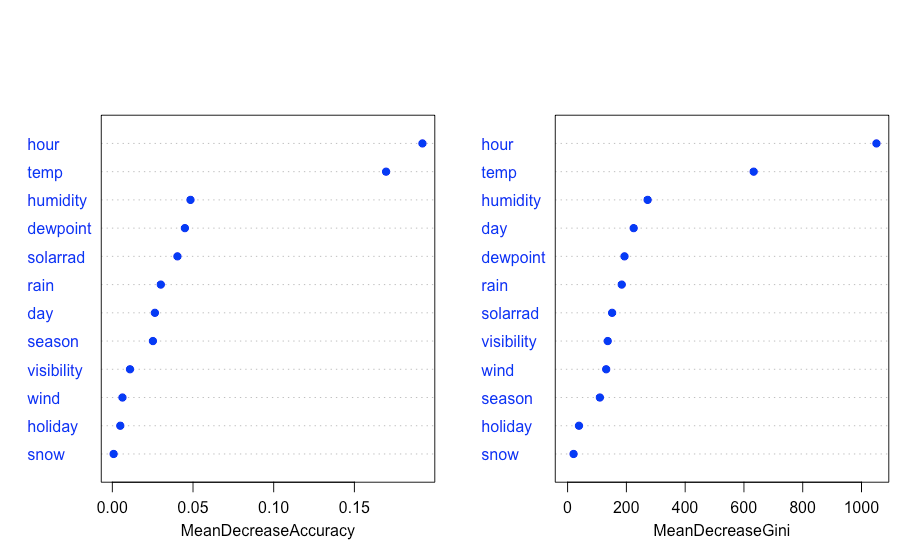 hour
temp
humidity
dewpoint
solarrad
rain
day
season
visibility
wind
holiday
snow
0.00 0.05 0.10 0.15
MeanDecreaseAccuracy
hour
temp
humidity
day
dewpoint
rain
solarrad
visibility
wind
season
holiday
snow
0 200 400 600 800 1000
MeanDecreaseGini